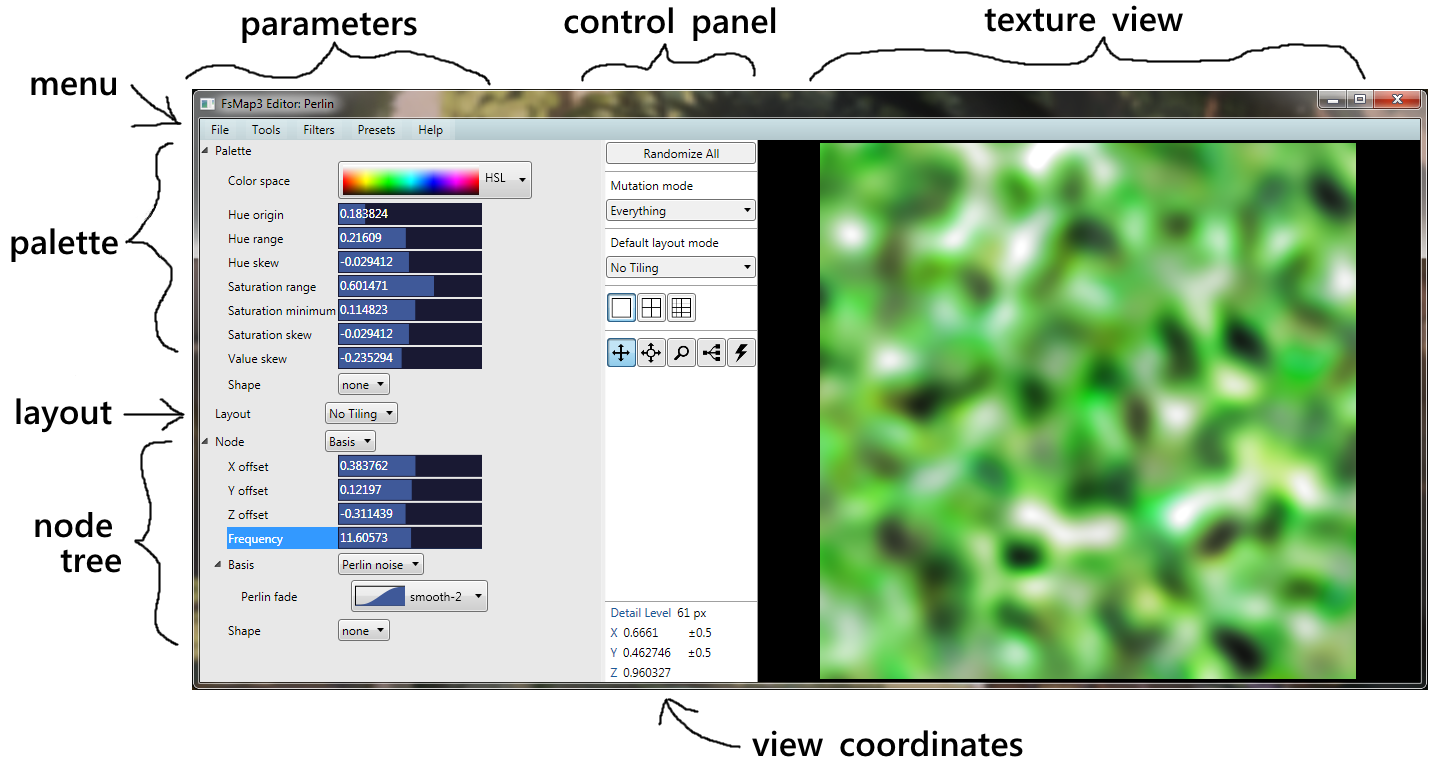 parameters
control panel
texture view
menu
FsMap3 Editor: Perlin
File Tools Filters Presets Help
palette
Palette
Color space HSL
Hue origin 0.183824
Hue range 0.21609
Hue skew -0.029412
Saturation range 0.601471
Saturation minimum 0.114823
Saturation skew -0.029412
Value skew -0.235294
Shape none
layout
Layout No Tiling
node
tree
Node Basis
X offset 0.383762
Y offset 0.12197
Z offset -0.311439
Frequency 11.60573
Basis Perlin noise
Perlin fade smooth-2
Shape none
Randomize All
Mutation mode
Everything
Default layout mode
No Tiling
Detail Level 61 px
X 0.6661 ±0.5
Y 0.462746 ±0.5
Z 0.960327
view coordinates